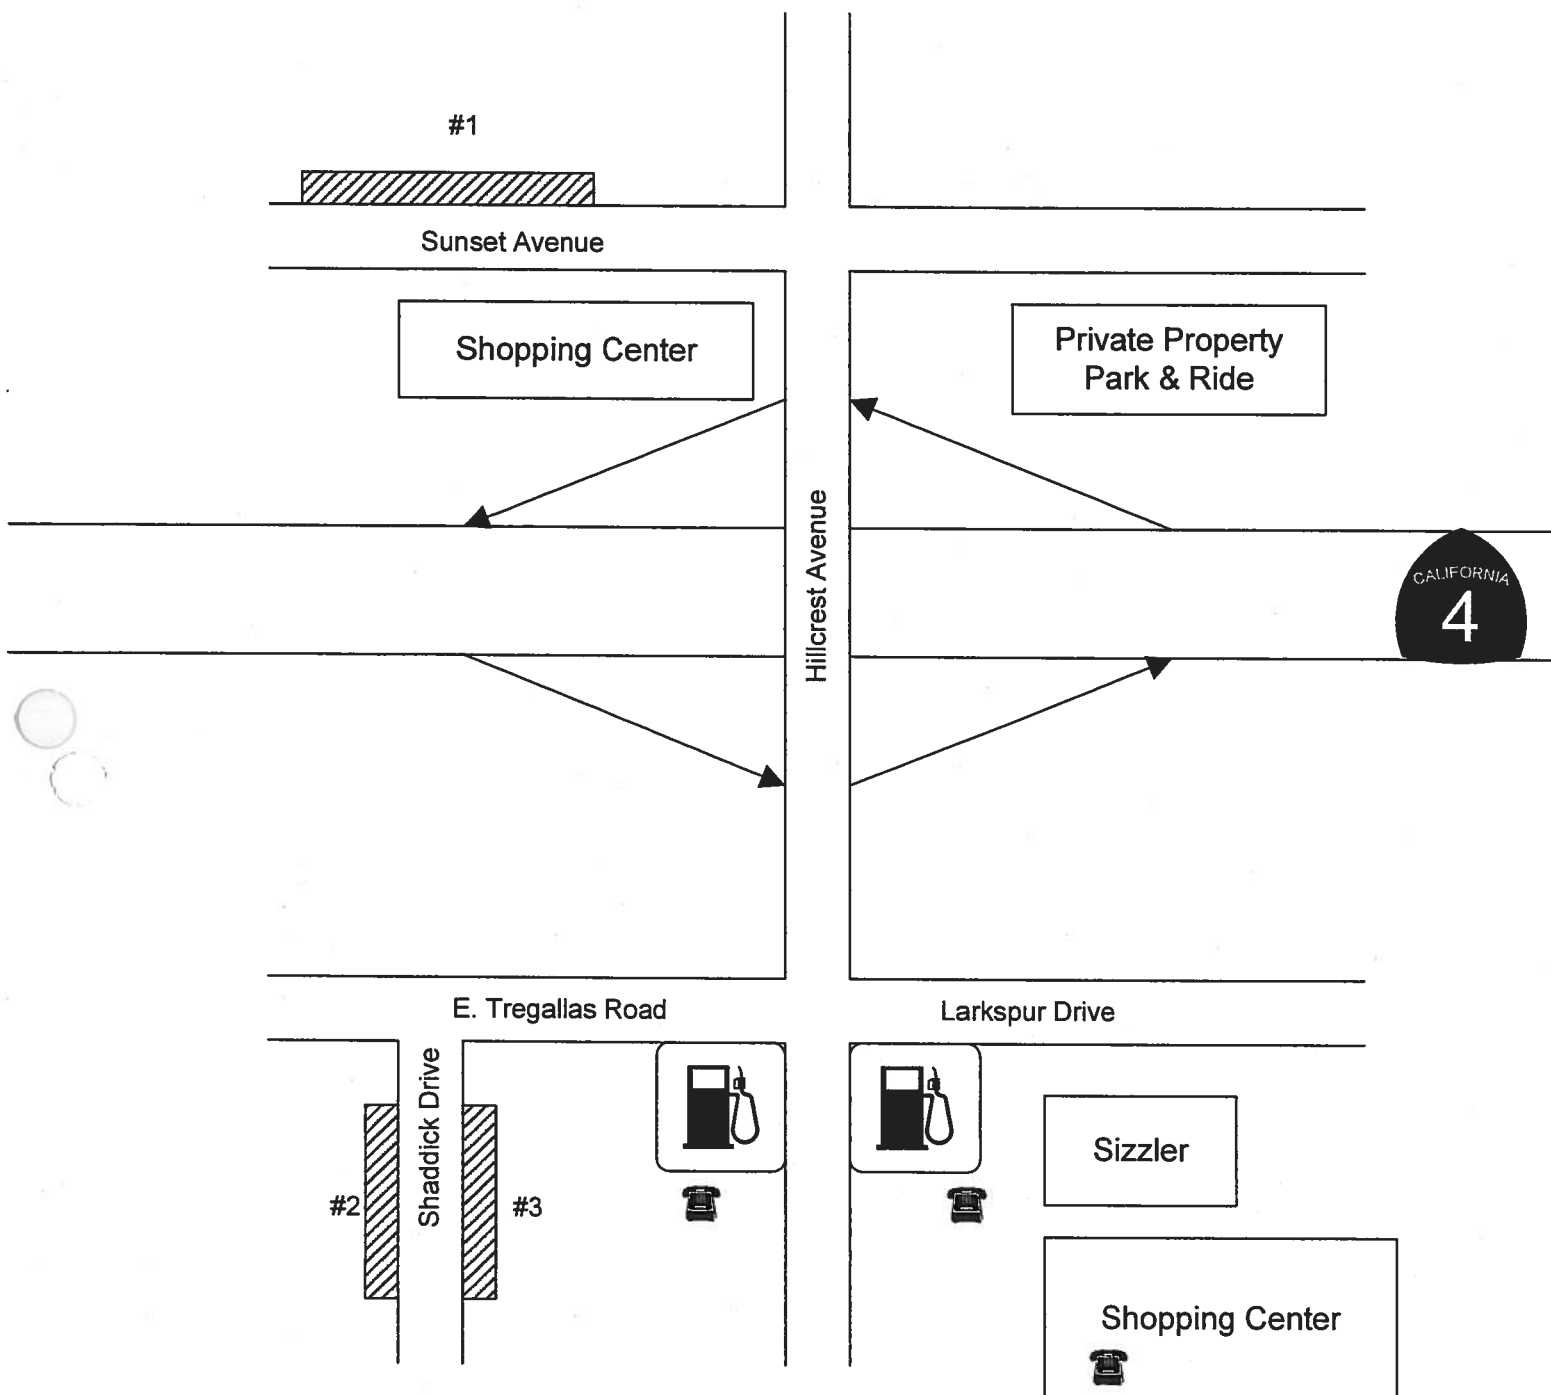 #1
Sunset Avenue
Shopping Center
Private Property
Park & Ride
Hillcrest Avenue
CALIFORNIA
4
E. Tregallas Road
Larkspur Drive
Shaddick Drive
#2
#3
Sizzler
Shopping Center